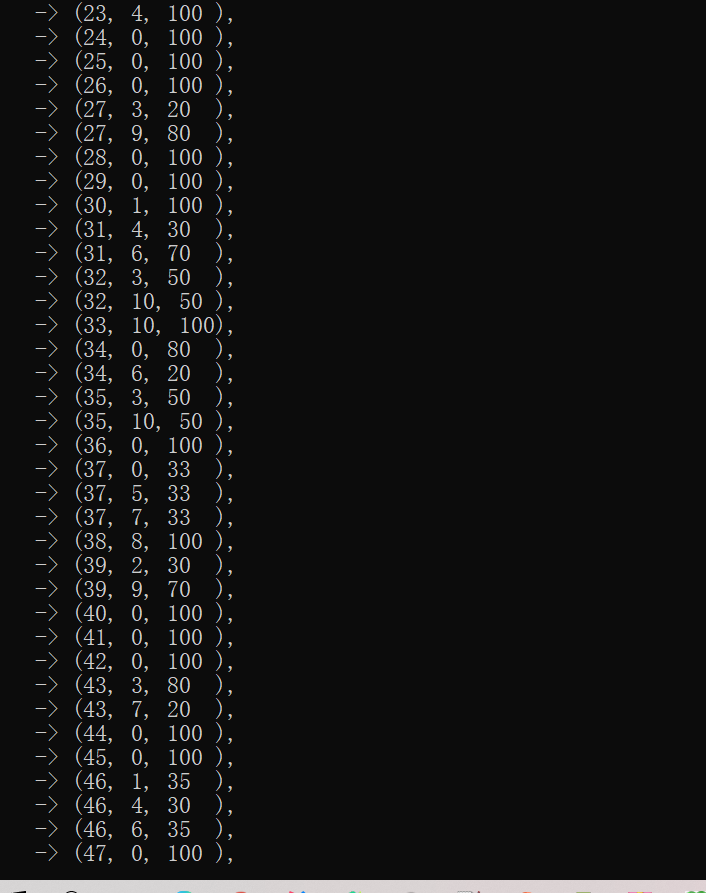 -> (23, 4, 100 ),
-> (24, 0, 100 ),
-> (25, 0, 100 ),
-> (26, 0, 100 ),
-> (27, 3, 20  ),
-> (27, 9, 80  ),
-> (28, 0, 100 ),
-> (29, 0, 100 ),
-> (30, 1, 100 ),
-> (31, 4, 30  ),
-> (31, 6, 70  ),
-> (32, 3, 50  ),
-> (32, 10, 50 ),
-> (33, 10, 100),
-> (34, 0, 80  ),
-> (34, 6, 20  ),
-> (35, 3, 50  ),
-> (35, 10, 50 ),
-> (36, 0, 100 ),
-> (37, 0, 33  ),
-> (37, 5, 33  ),
-> (37, 7, 33  ),
-> (38, 8, 100 ),
-> (39, 2, 30  ),
-> (39, 9, 70  ),
-> (40, 0, 100 ),
-> (41, 0, 100 ),
-> (42, 0, 100 ),
-> (43, 3, 80  ),
-> (43, 7, 20  ),
-> (44, 0, 100 ),
-> (45, 0, 100 ),
-> (46, 1, 35  ),
-> (46, 4, 30  ),
-> (46, 6, 35  ),
-> (47, 0, 100 ),